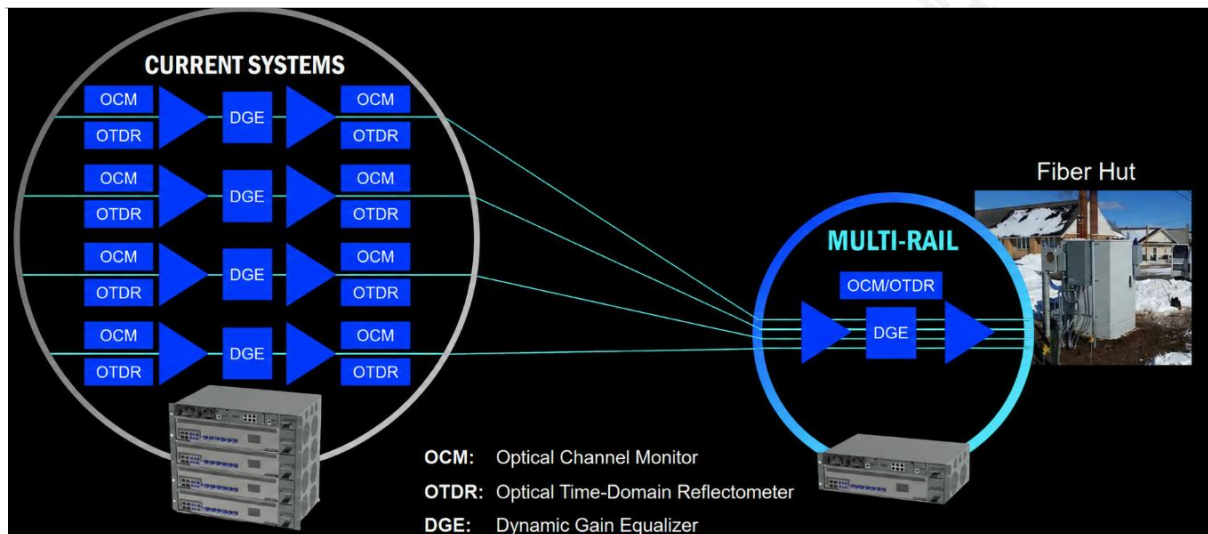 CURRENT SYSTEMS
OCM
OTDR
DGE
OCM
OTDR
OCM
OTDR
DGE
OCM
OTDR
OCM
OTDR
DGE
OCM
OTDR
OCM
OTDR
DGE
OCM
OTDR
Fiber Hut
MULTI-RAIL
OCM/OTDR
DGE
OCM: Optical Channel Monitor
OTDR: Optical Time-Domain Reflectometer
DGE: Dynamic Gain Equalizer